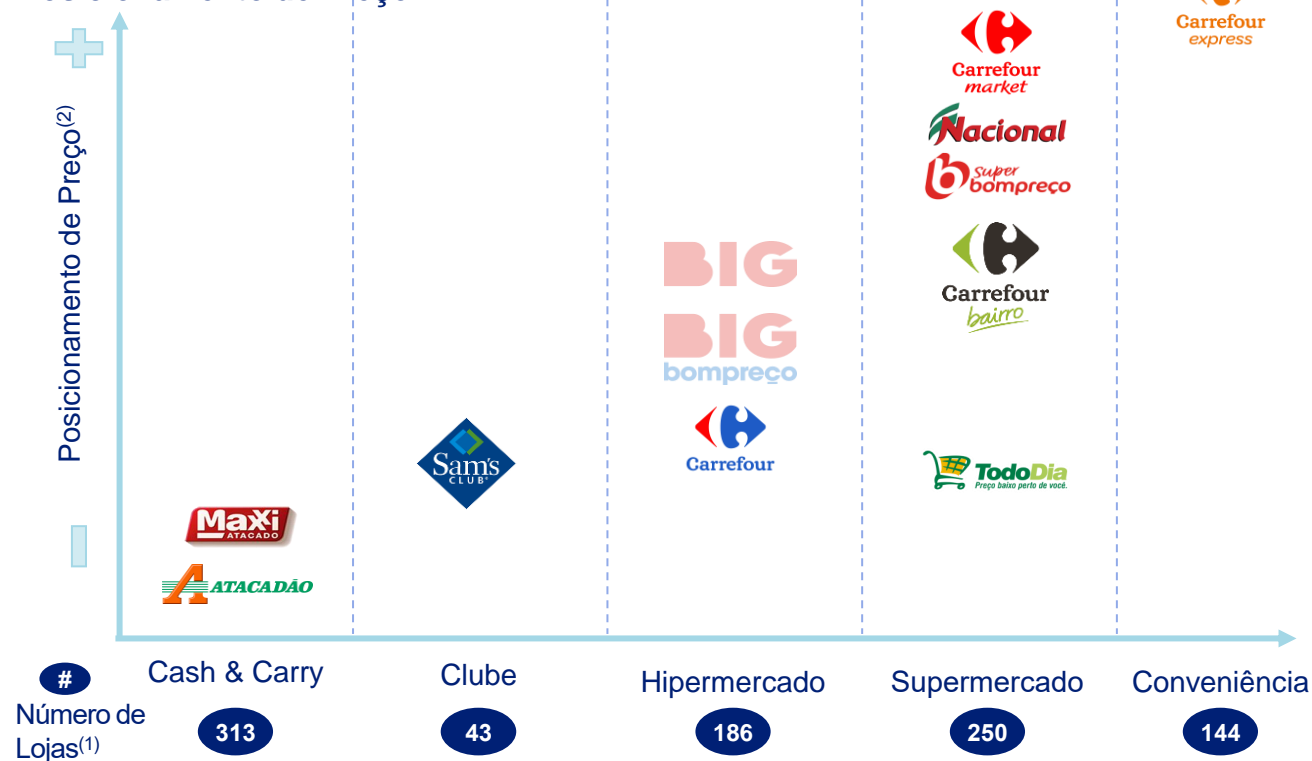 Posicionamento de Preço(2)
Carrefour
express
Carrefour
market
Nacional
super
bompreço
BIG
Carrefour
bairro
BIG
bompreço
Carrefour
Sam's
CLUB
TodoDia
Preço baixo perto de você.
MaXXi
ATACADO
A ATACADÃO
#
Cash & Carry
Clube
Hipermercado
Supermercado
Conveniência
Número de
Lojas(1)
313
43
186
250
144